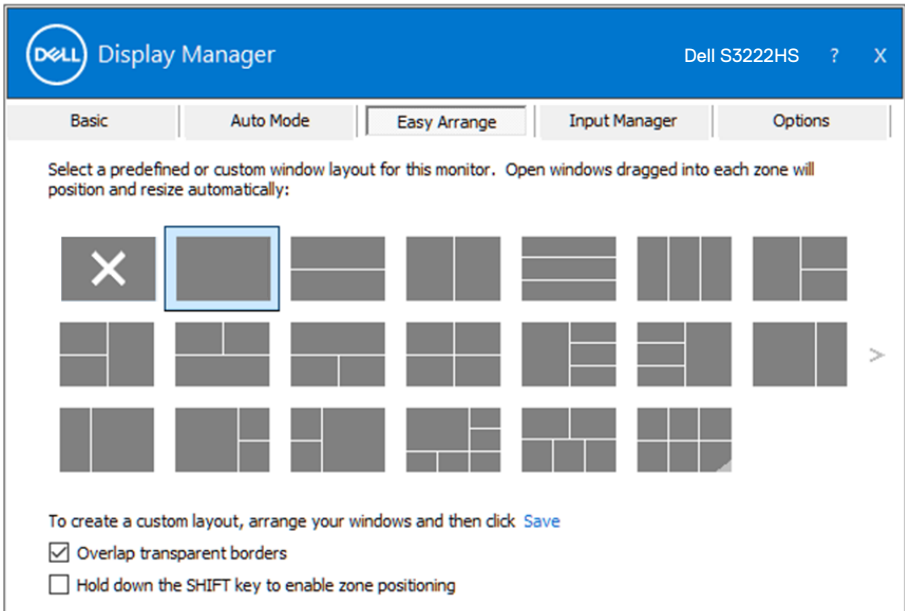 DELL Display Manager Dell S3222HS ? X
Basic Auto Mode Easy Arrange Input Manager Options
Select a predefined or custom window layout for this monitor. Open windows dragged into each zone will
position and resize automatically:
>
To create a custom layout, arrange your windows and then click Save
Overlap transparent borders
Hold down the SHIFT key to enable zone positioning